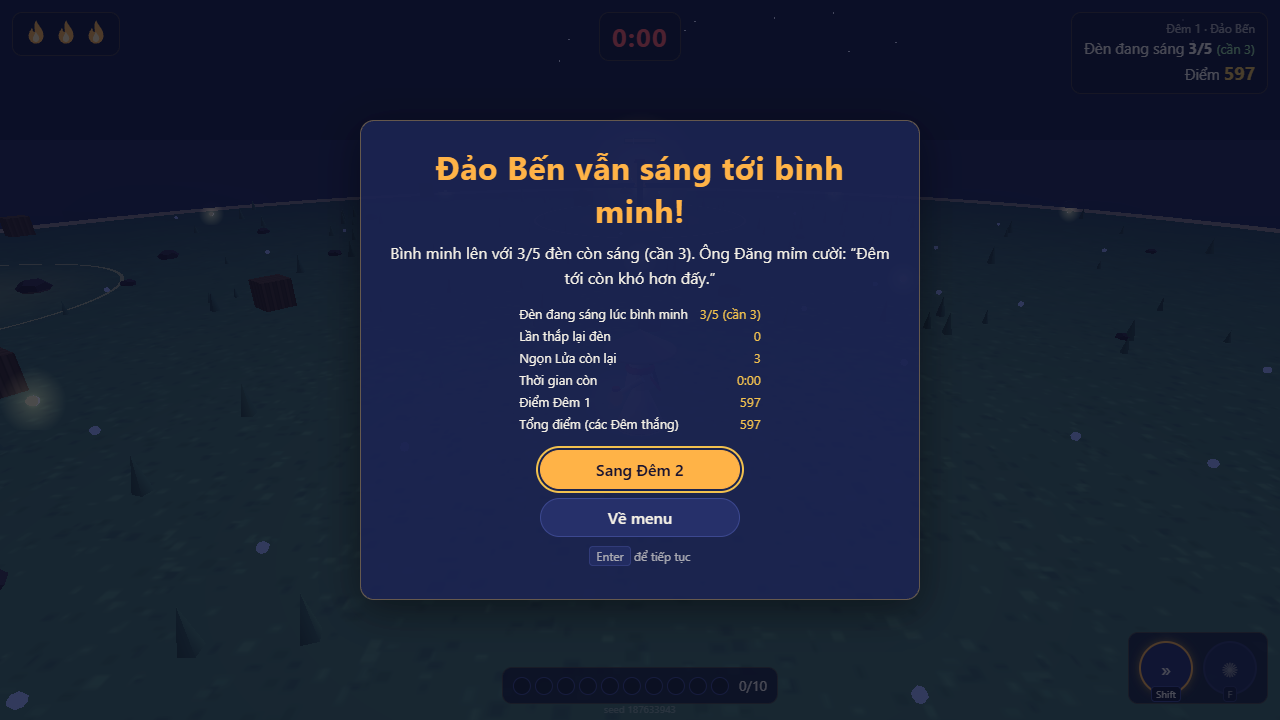 0:00
Đêm 1 · Đảo Bến
Đèn đang sáng 3/5 (cần 3)
Điểm 597
Đảo Bến vẫn sáng tới bình
minh!
Bình minh lên với 3/5 đèn còn sáng (cần 3). Ông Đăng mỉm cười: “Đêm
tới còn khó hơn đấy.”
Đèn đang sáng lúc bình minh 3/5 (cần 3)
Lần thắp lại đèn 0
Ngọn Lửa còn lại 3
Thời gian còn 0:00
Điểm Đêm 1 597
Tổng điểm (các Đêm thắng) 597
Sang Đêm 2
Về menu
Enter để tiếp tục
»
Shift
F
0/10
seed 187633943